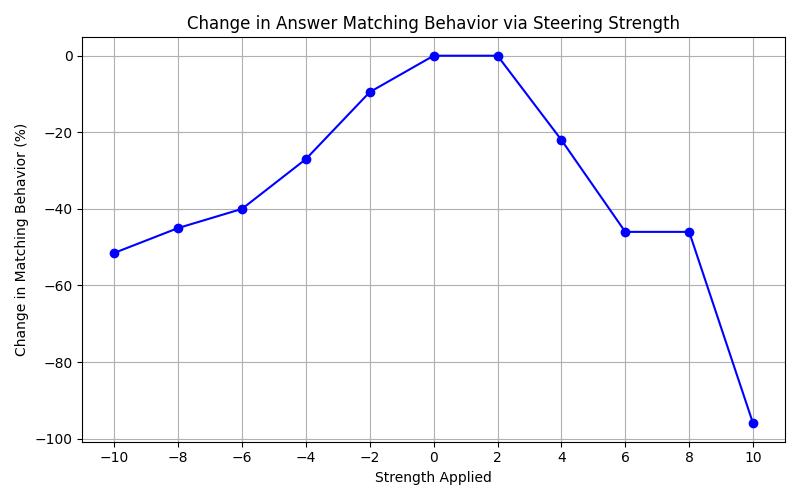 Change in Answer Matching Behavior via Steering Strength
Change in Matching Behavior (%)
0
−20
−40
−60
−80
−100
−10 −8 −6 −4 −2 0 2 4 6 8 10
Strength Applied